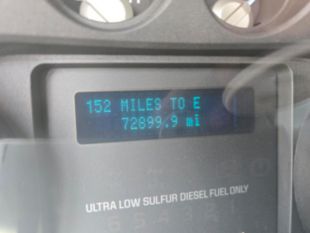 152 MILES TO E
72899.9 mi
ULTRA LOW SULFUR DIESEL FUEL ONLY